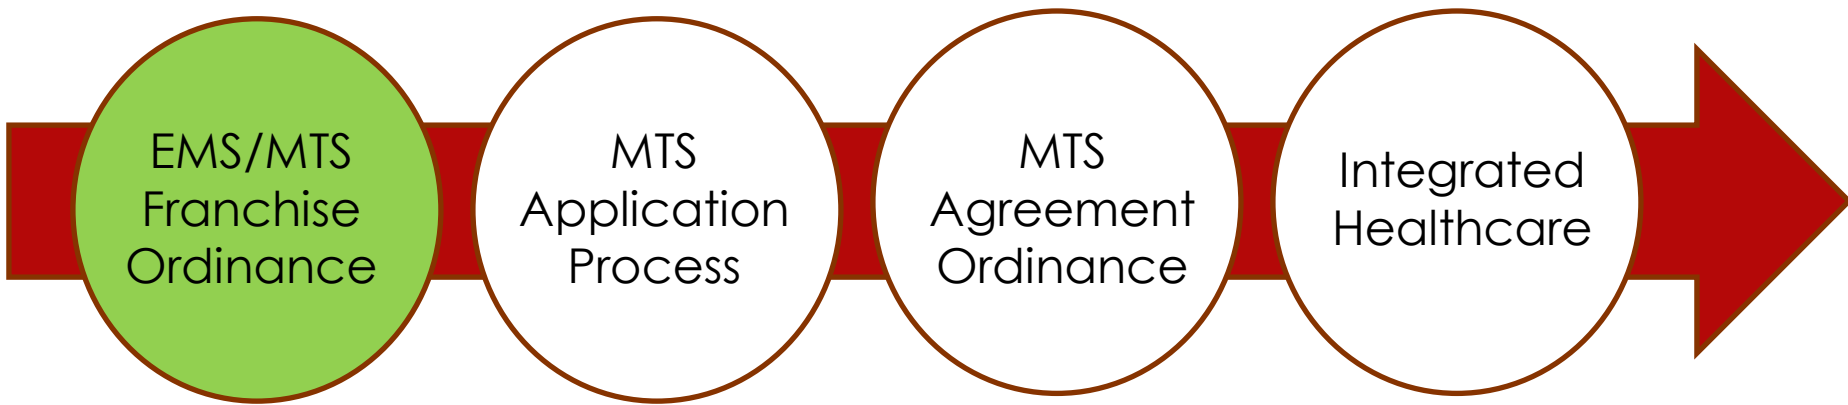 EMS/MTS
Franchise
Ordinance
MTS
Application
Process
MTS
Agreement
Ordinance
Integrated
Healthcare